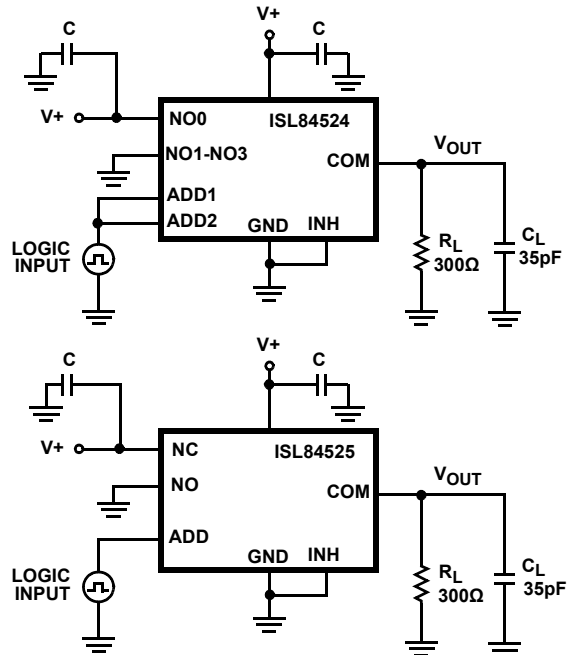 V+
C
C
V+
NO0
ISL84524
NO1-NO3
COM
VOUT
ADD1
ADD2
GND
INH
LOGIC
INPUT
RL
300Ω
CL
35pF
V+
C
C
V+
NC
ISL84525
NO
COM
VOUT
ADD
GND
INH
LOGIC
INPUT
RL
300Ω
CL
35pF